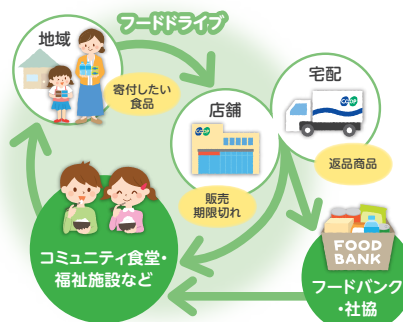 フードドライブ
地域
寄付したい
食品
店舗
販売
期限切れ
宅配
返品商品
コミュニティ食堂・
福祉施設など
FOOD
BANK
フードバンク
・社協